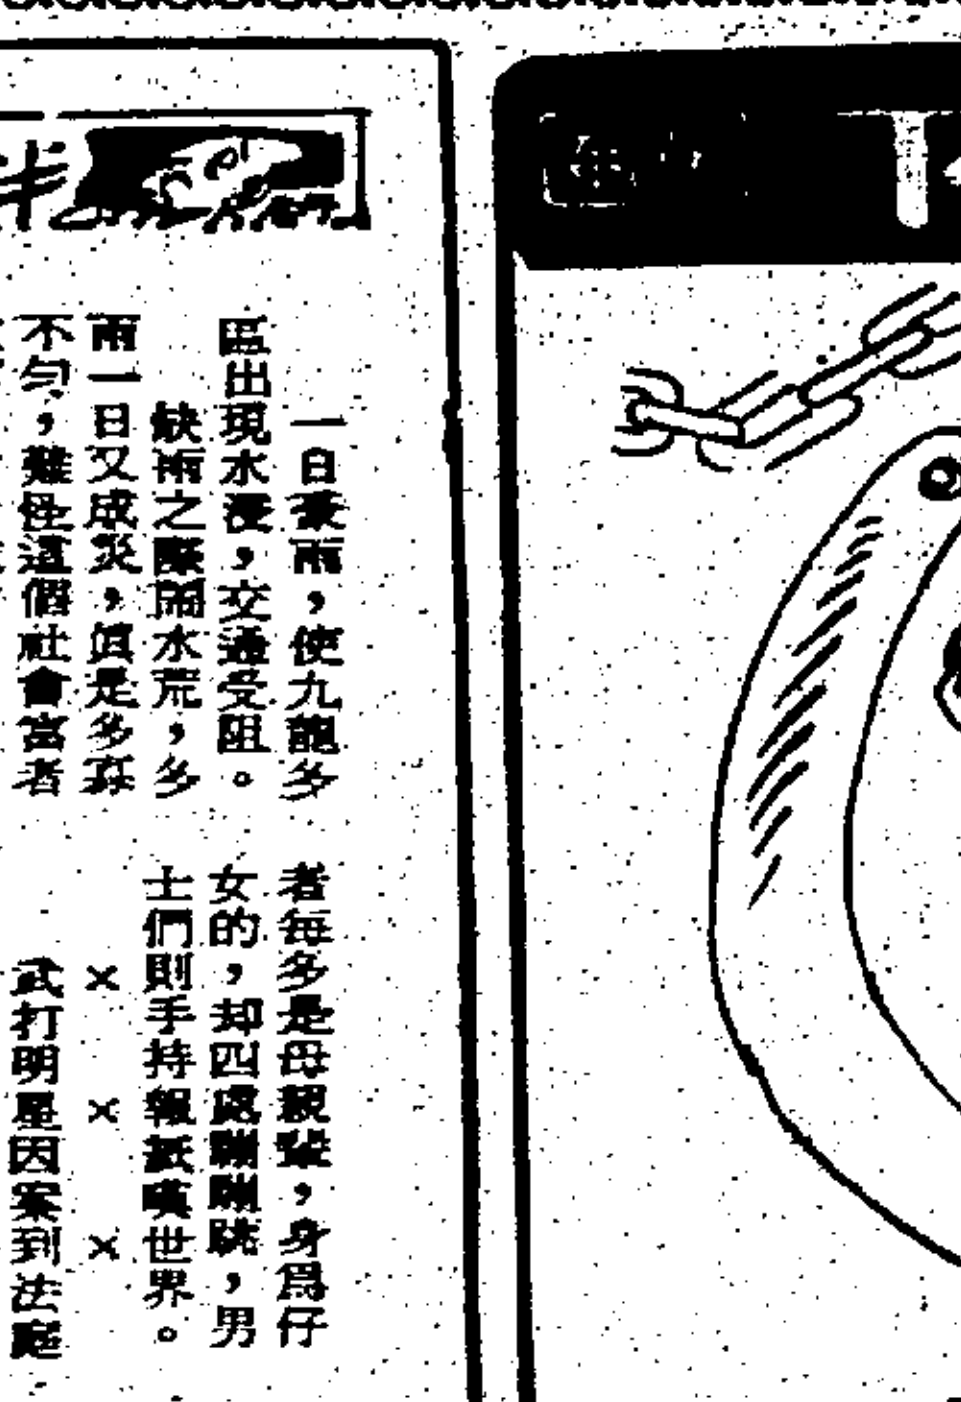 一日豪雨，使九龍多
區出現水浸，交通受阻。
缺雨之際鬧水荒，多
雨一日又成災，眞是多寡
不勻，難怪這個社會富者
者每多是母親輩，身爲仔
女的，却四處蹦蹦跳，男
士們則手持報紙嘆世界。
× × ×
武打明星因案到法庭